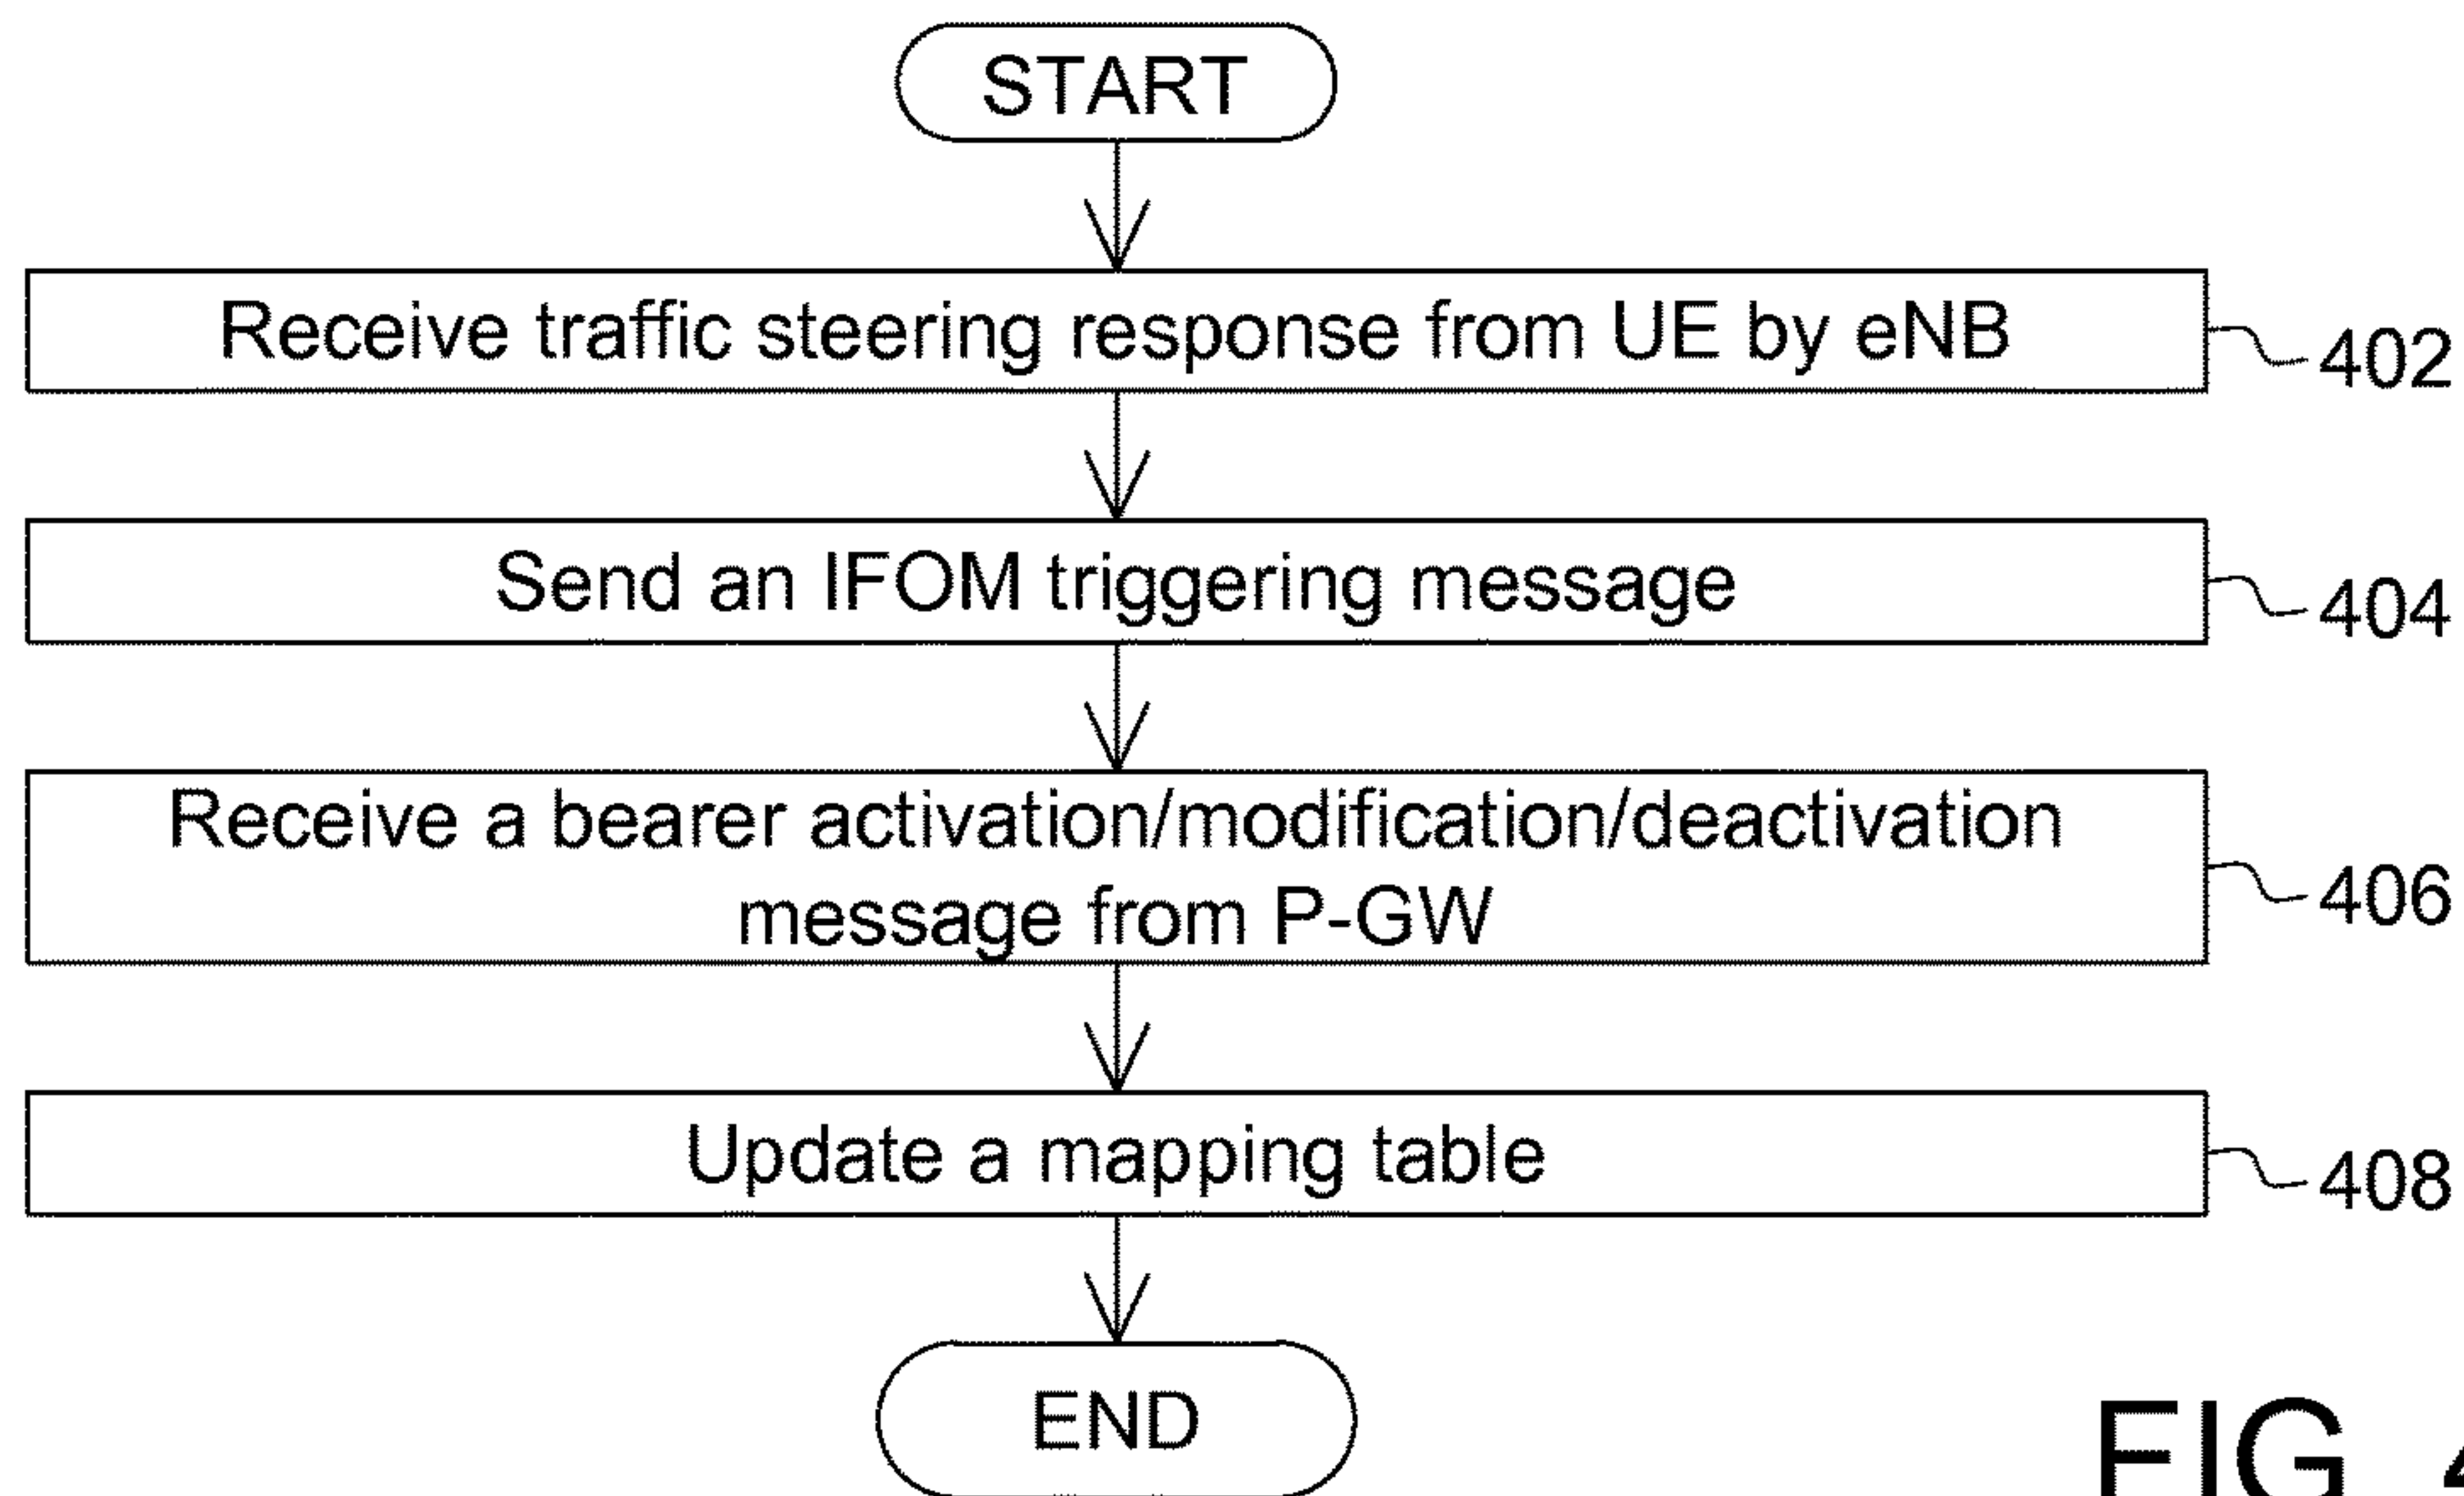 START
Receive traffic steering response from UE by eNB
402
Send an IFOM triggering message
404
Receive a bearer activation/modification/deactivation
message from P-GW
406
Update a mapping table
408
END
FIG. 4